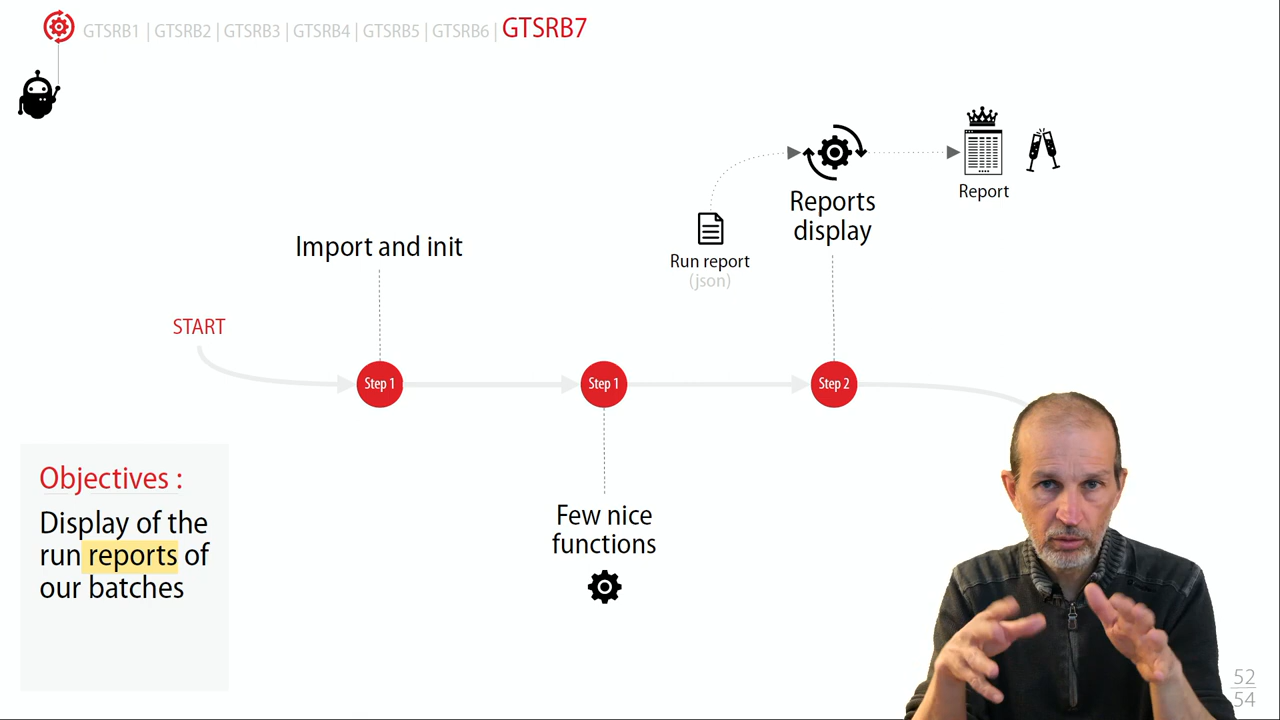 GTSRB1 | GTSRB2 | GTSRB3 | GTSRB4 | GTSRB5 | GTSRB6 | GTSRB7
Report
Reports
display
Run report
(json)
Import and init
START
Step 1
Step 1
Step 2
Objectives :
Display of the
run reports of
our batches
Few nice
functions
52
54